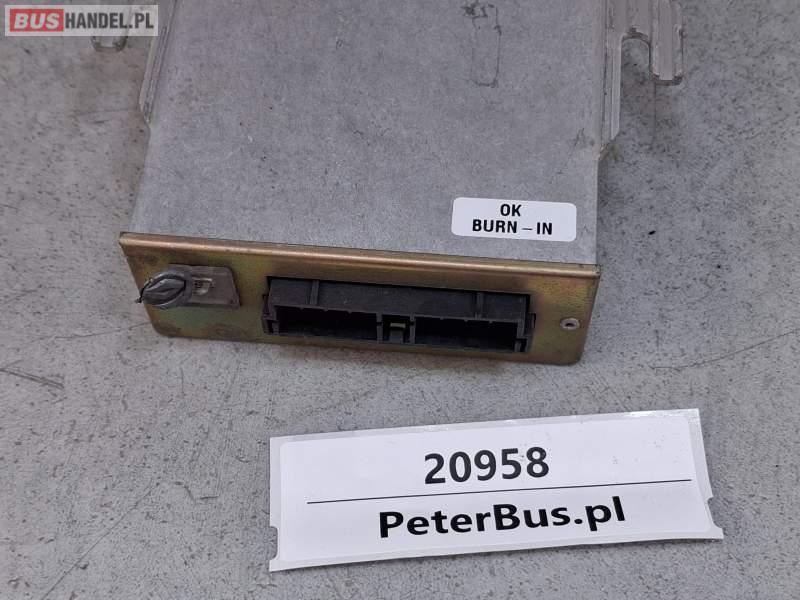 BUSHANDEL.PL
OK
BURN-IN
20958
PeterBus.pl